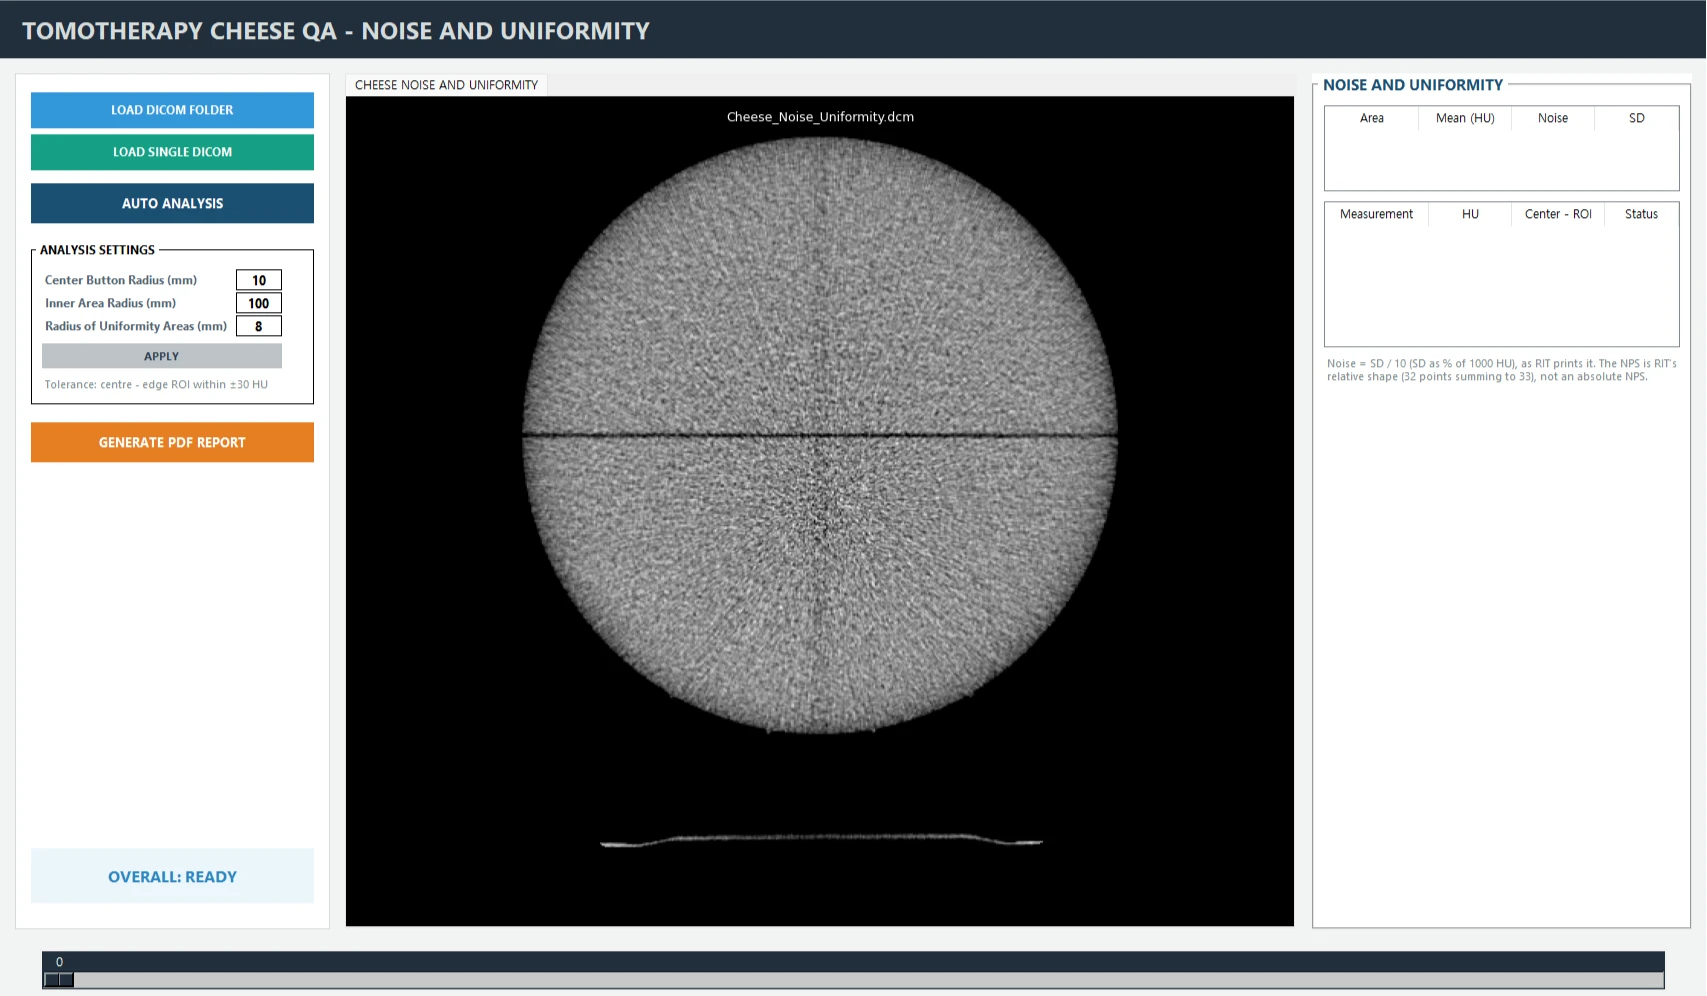 TOMOTHERAPY CHEESE QA - NOISE AND UNIFORMITY
LOAD DICOM FOLDER
LOAD SINGLE DICOM
AUTO ANALYSIS
ANALYSIS SETTINGS
Center Button Radius (mm) 10
Inner Area Radius (mm) 100
Radius of Uniformity Areas (mm) 8
APPLY
Tolerance: centre - edge ROI within ±30 HU
GENERATE PDF REPORT
OVERALL: READY
CHEESE NOISE AND UNIFORMITY
Cheese_Noise_Uniformity.dcm
NOISE AND UNIFORMITY
Area Mean (HU) Noise SD
Measurement HU Center - ROI Status
Noise = SD / 10 (SD as % of 1000 HU), as RIT prints it. The NPS is RIT's
relative shape (32 points summing to 33), not an absolute NPS.
0